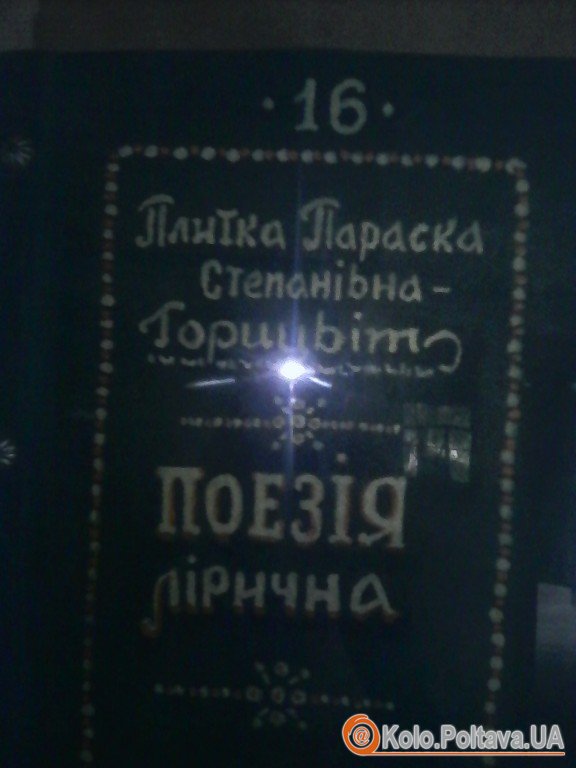 · 16 ·
Плитка Параска
Степанівна -
Горицвіт
ПОЕЗІЯ
лірична
@Kolo.Poltava.UA